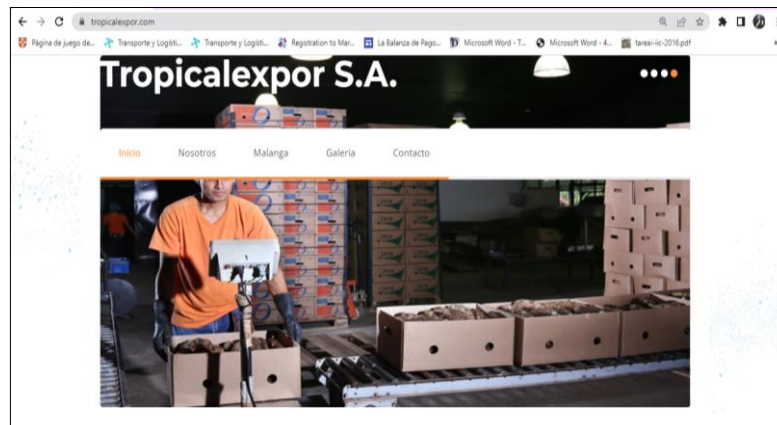 tropicalexpor.com
Página de juego de... Transporte y Logísti... Transporte y Logísti... Registration to Mar... La Balanza de Pago... Microsoft Word - T... Microsoft Word - 4... tareai-iic-2016.pdf
Tropicalexpor S.A.
Inicio Nosotros Malanga Galeria Contacto